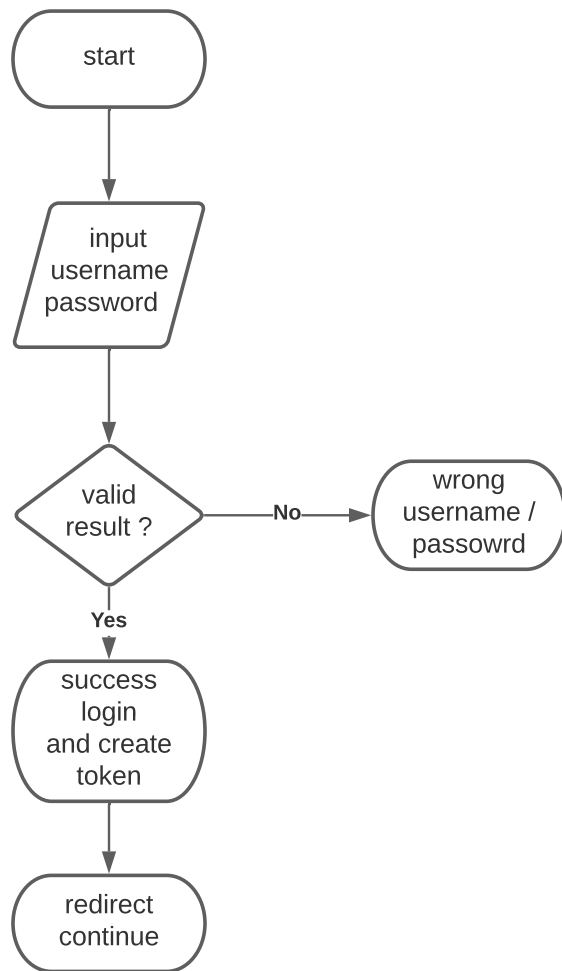 start
input
username
password
valid
result ?
No
wrong
username /
passowrd
Yes
success
login
and create
token
redirect
continue